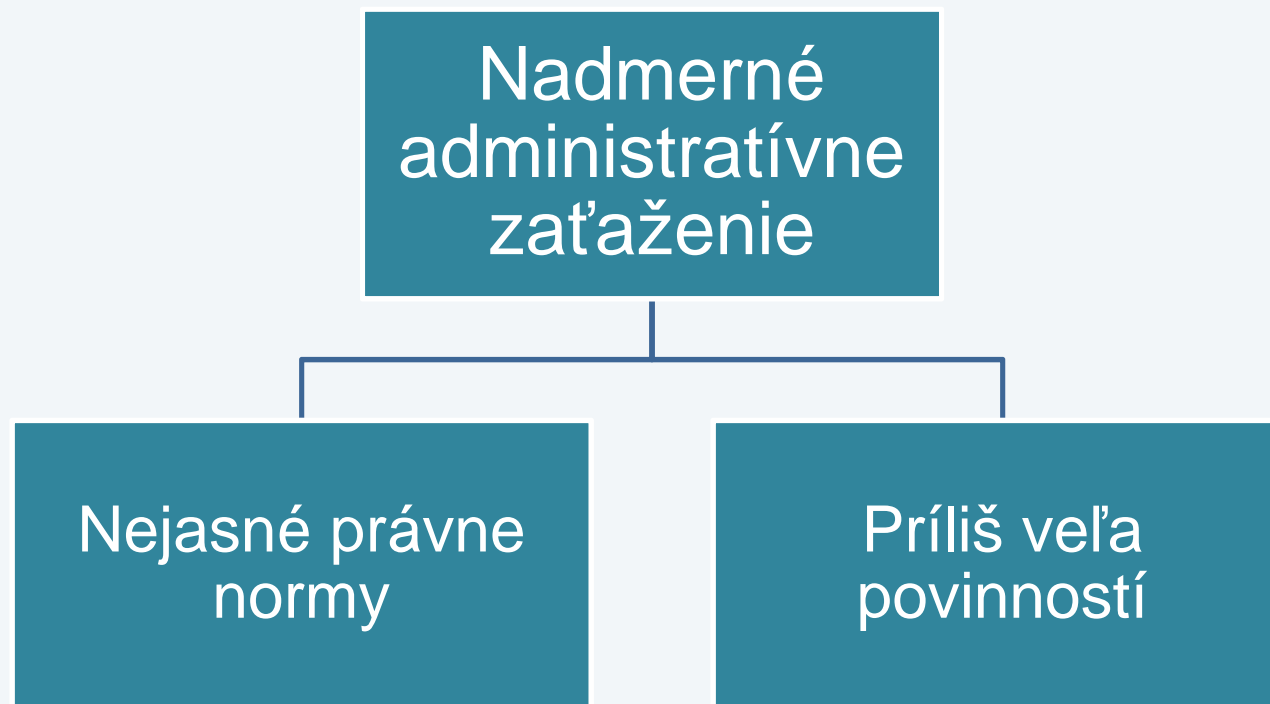 Nadmerné
administratívne
zaťaženie
Nejasné právne
normy
Príliš veľa
povinností